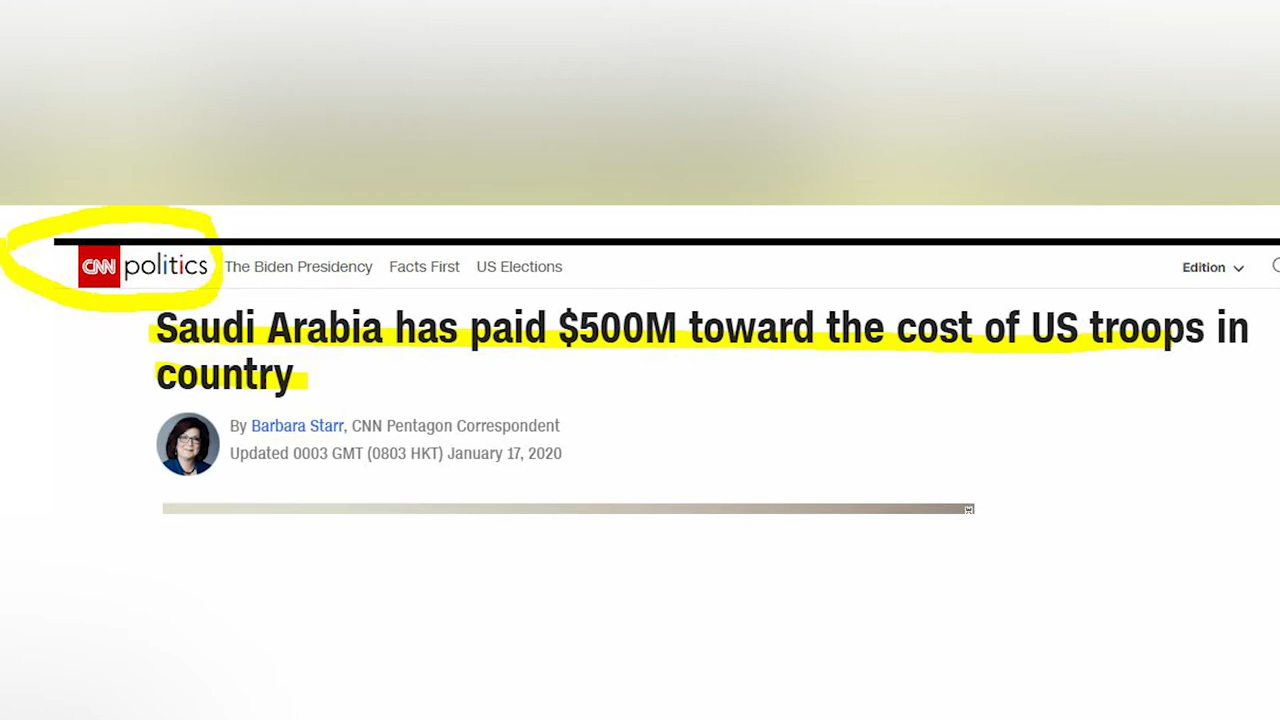 CNN politics The Biden Presidency Facts First US Elections Edition
Saudi Arabia has paid $500M toward the cost of US troops in
country
By Barbara Starr, CNN Pentagon Correspondent
Updated 0003 GMT (0803 HKT) January 17, 2020